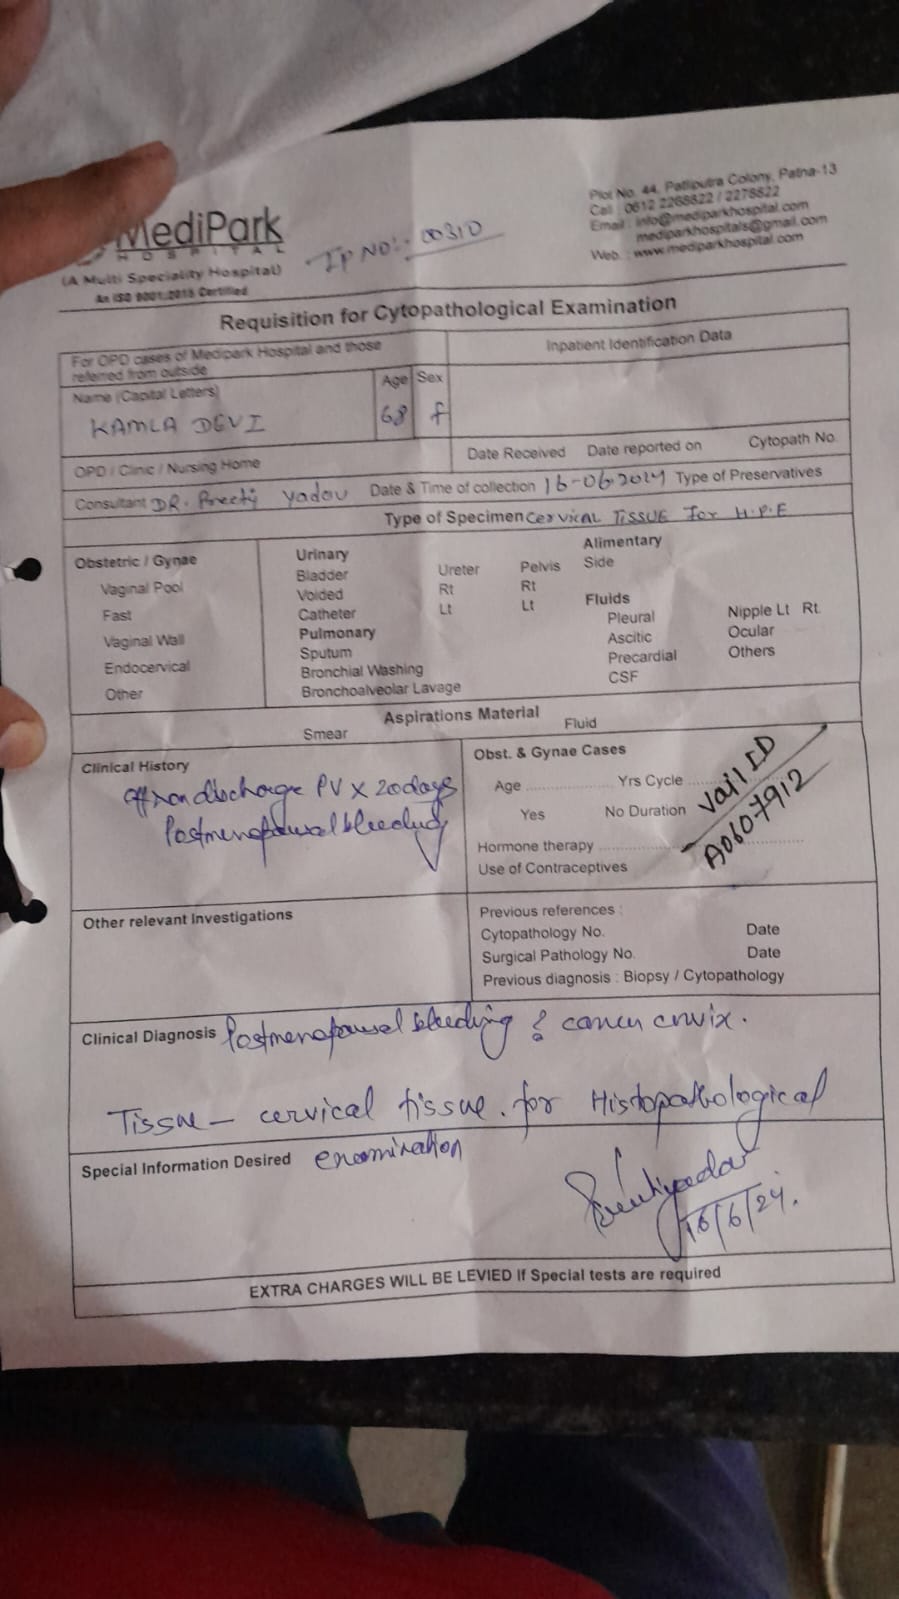 MediPark
HOSPITAL
(A Multi Speciality Hospital)
An ISO 9001:2015 Certified
IP NO:- 00310
Plot No. 44, Patliputra Colony, Patna-13
Call : 0612 2268822 / 2278822
Email : info@mediparkhospital.com
mediparkhospitals@gmail.com
Web. : www.mediparkhospital.com
Requisition for Cytopathological Examination
For OPD cases of Medipark Hospital and those
referred from outside
Inpatient Identification Data
Name (Capital Letters) Age Sex
KAMLA DEVI 68 f
OPD / Clinic / Nursing Home Date Received Date reported on Cytopath No.
Consultant DR. Preeti Yadav Date & Time of collection 16-06.2024 Type of Preservatives
Type of Specimen CERVICAL TISSUE For H.P.E
Obstetric / Gynae
Vaginal Pool
Fast
Vaginal Wall
Endocervical
Other
Urinary
Bladder Ureter Pelvis
Voided Rt Rt
Catheter Lt Lt
Pulmonary
Sputum
Bronchial Washing
Bronchoalveolar Lavage
Alimentary
Side
Fluids
Pleural Nipple Lt Rt.
Ascitic Ocular
Precardial Others
CSF
Aspirations Material
Smear Fluid
Clinical History
discharge PV x 20days
Postmenopausal bleeding
Obst. & Gynae Cases
Age ........................ Yrs Cycle ........
Yes No Duration
Hormone therapy ........................
Use of Contraceptives
Vail ID
A0607912
Other relevant Investigations
Previous references :
Cytopathology No. Date
Surgical Pathology No. Date
Previous diagnosis : Biopsy / Cytopathology
Clinical Diagnosis Postmenopausal bleeding ? cancer cervix.
Tissue - cervical tissue. for Histopathological
Special Information Desired examination
16/6/24.
EXTRA CHARGES WILL BE LEVIED If Special tests are required